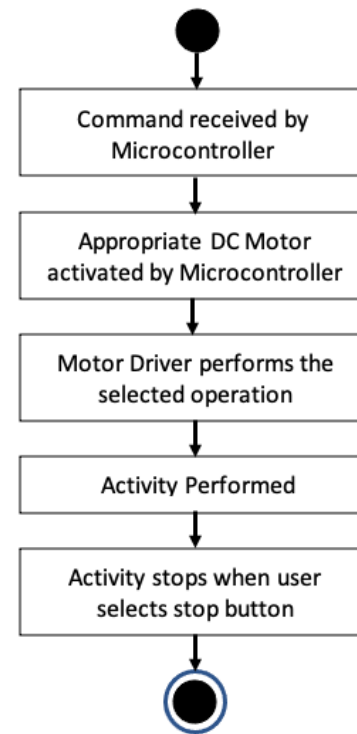 Command received by
Microcontroller
Appropriate DC Motor
activated by Microcontroller
Motor Driver performs the
selected operation
Activity Performed
Activity stops when user
selects stop button